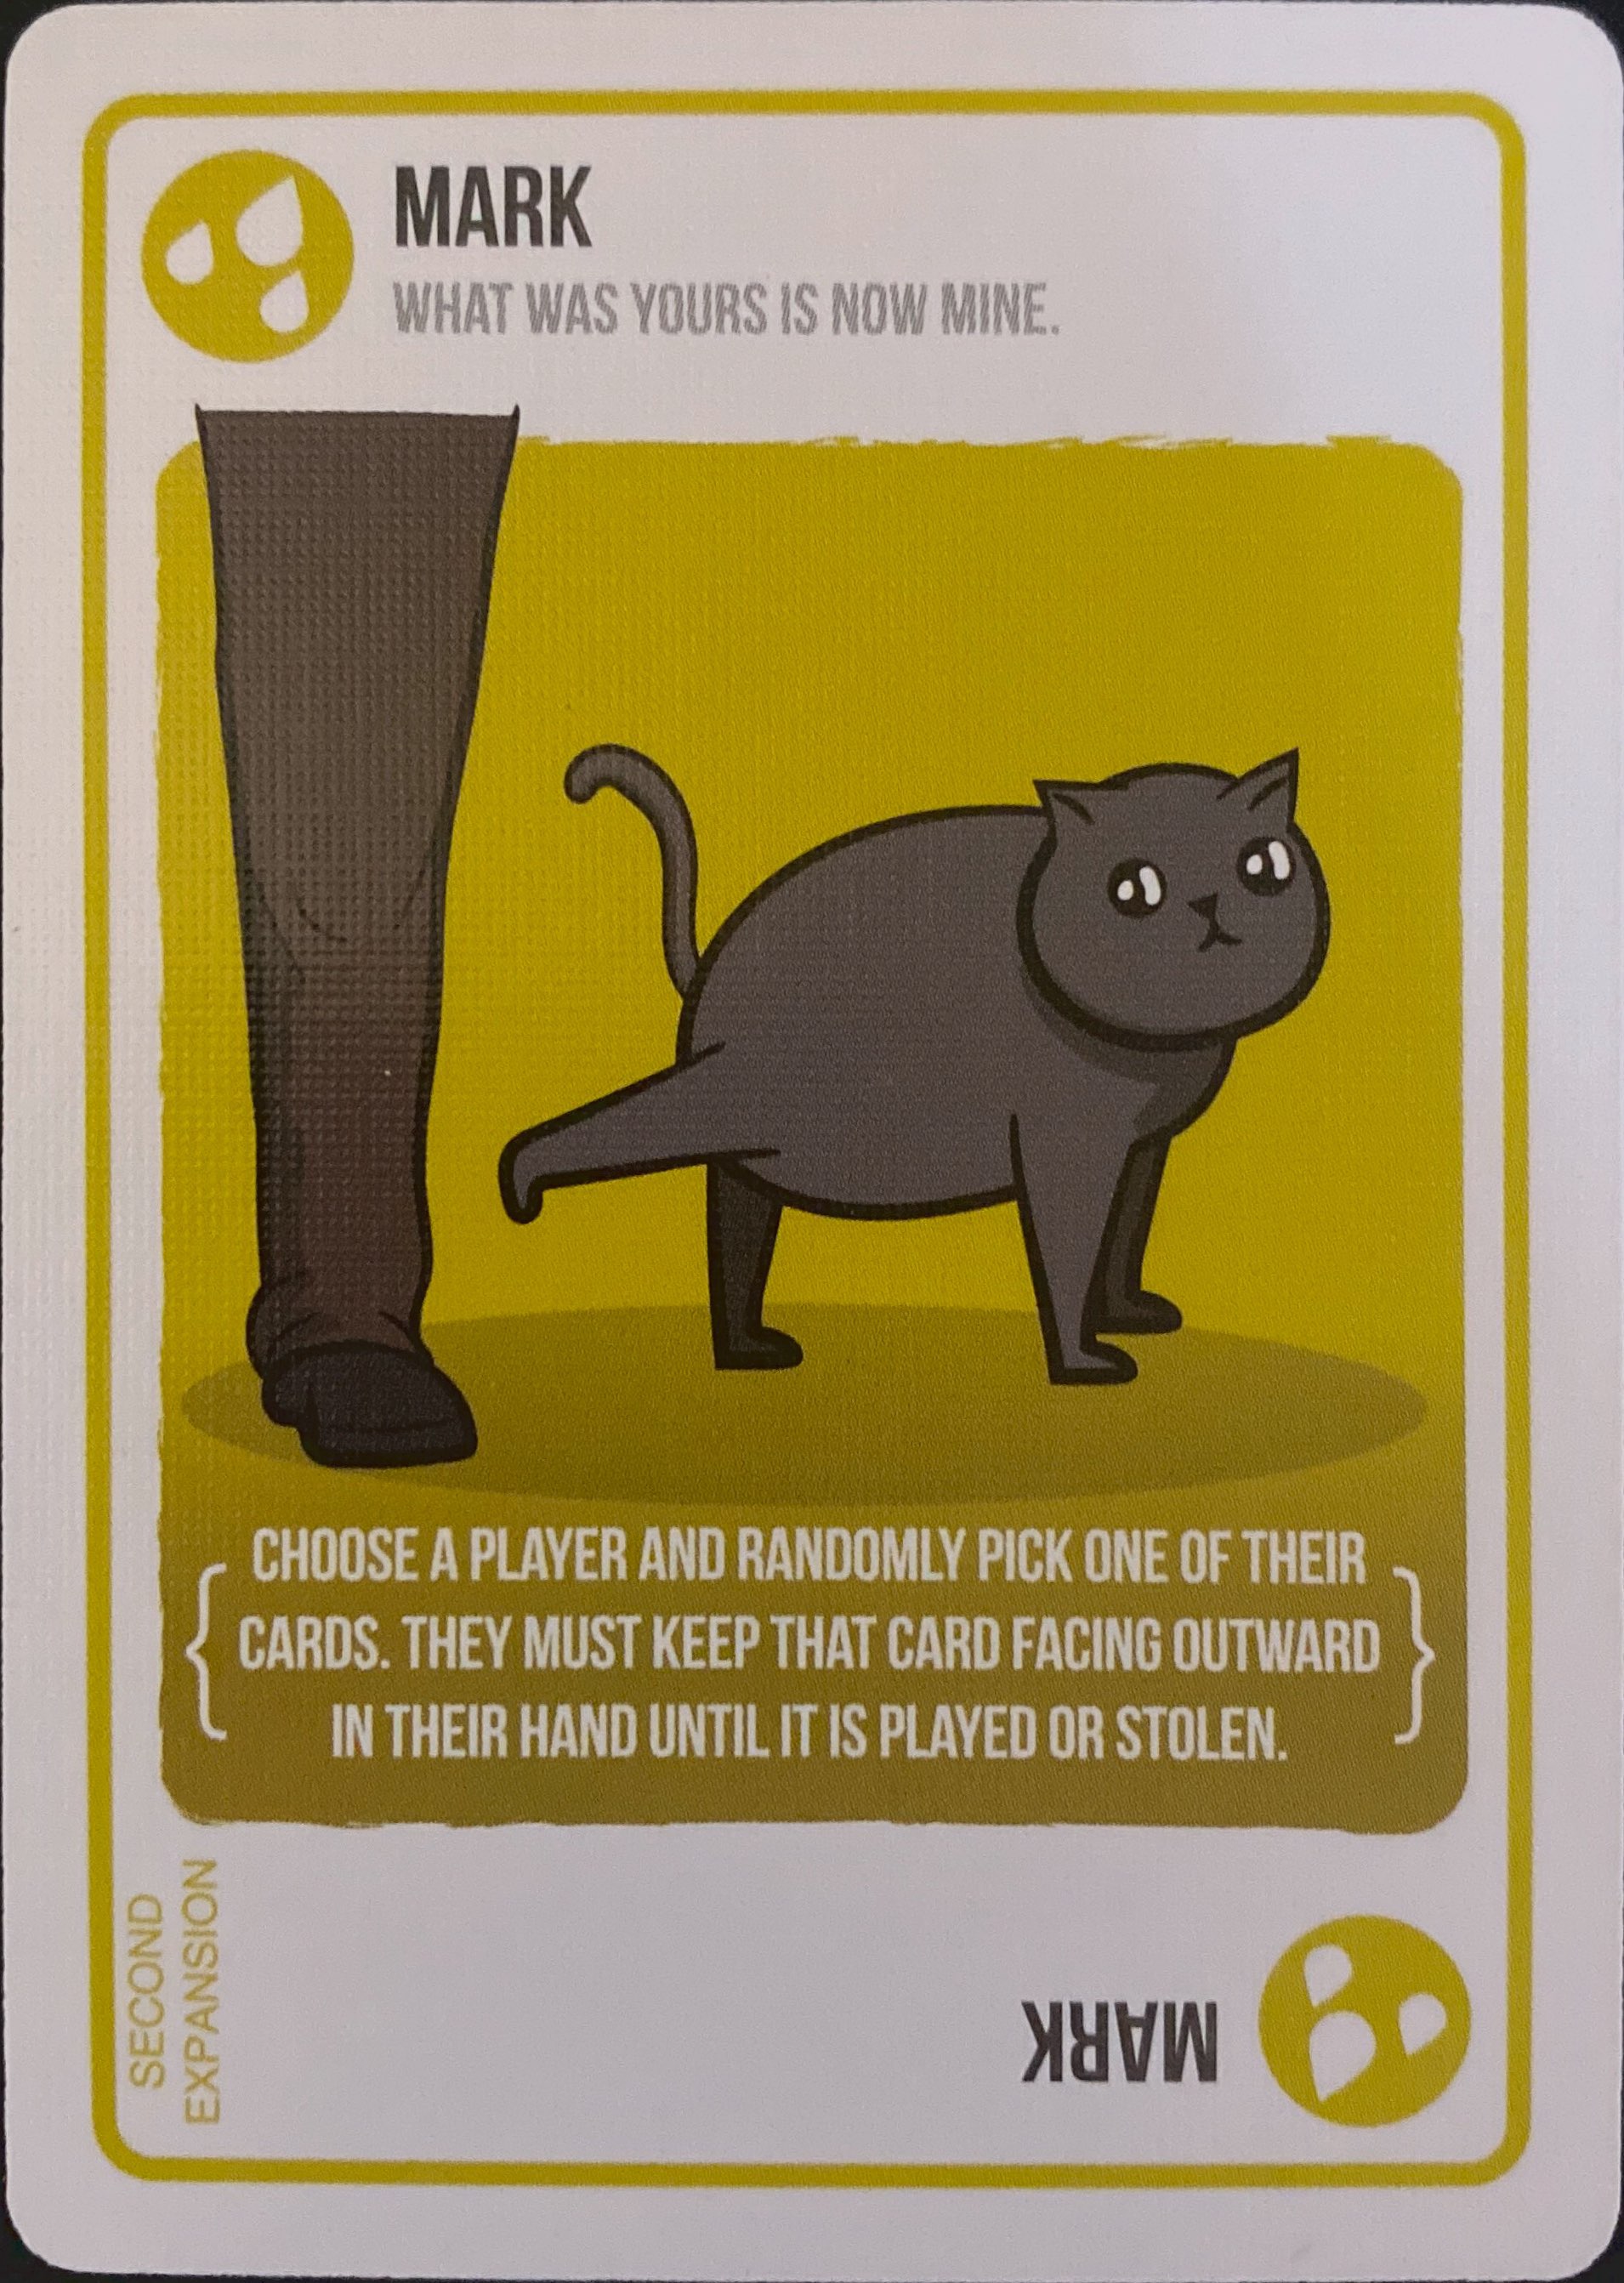 MARK
WHAT WAS YOURS IS NOW MINE.
CHOOSE A PLAYER AND RANDOMLY PICK ONE OF THEIR
CARDS. THEY MUST KEEP THAT CARD FACING OUTWARD
IN THEIR HAND UNTIL IT IS PLAYED OR STOLEN.
SECOND
EXPANSION
MARK